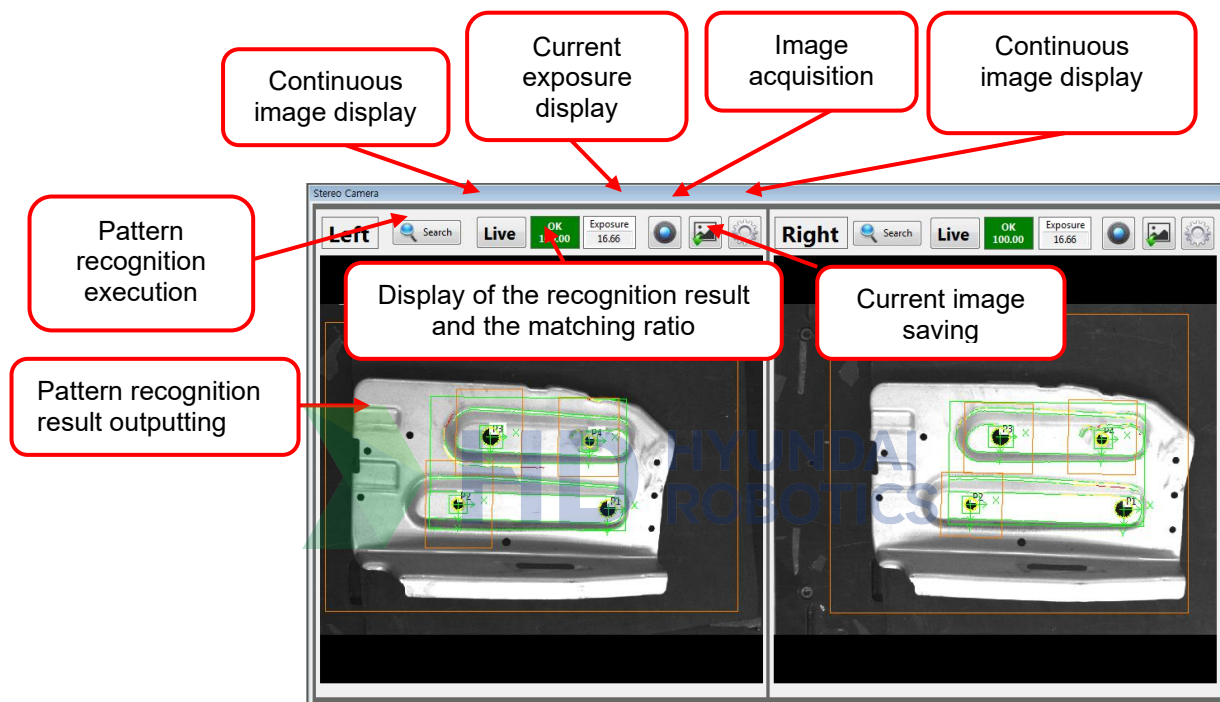 Continuous
image display
Current
exposure
display
Image
acquisition
Continuous
image display
Pattern
recognition
execution
Stereo Camera
Left
Search
Live
OK
Exposure
16.66
Right
Search
Live
OK
100.00
Exposure
16.66
Display of the recognition result
and the matching ratio
Current image
saving
Pattern recognition
result outputting
P3
P4
P2
P1
P3
P4
P2
P1
HD HYUNDAI
ROBOTICS